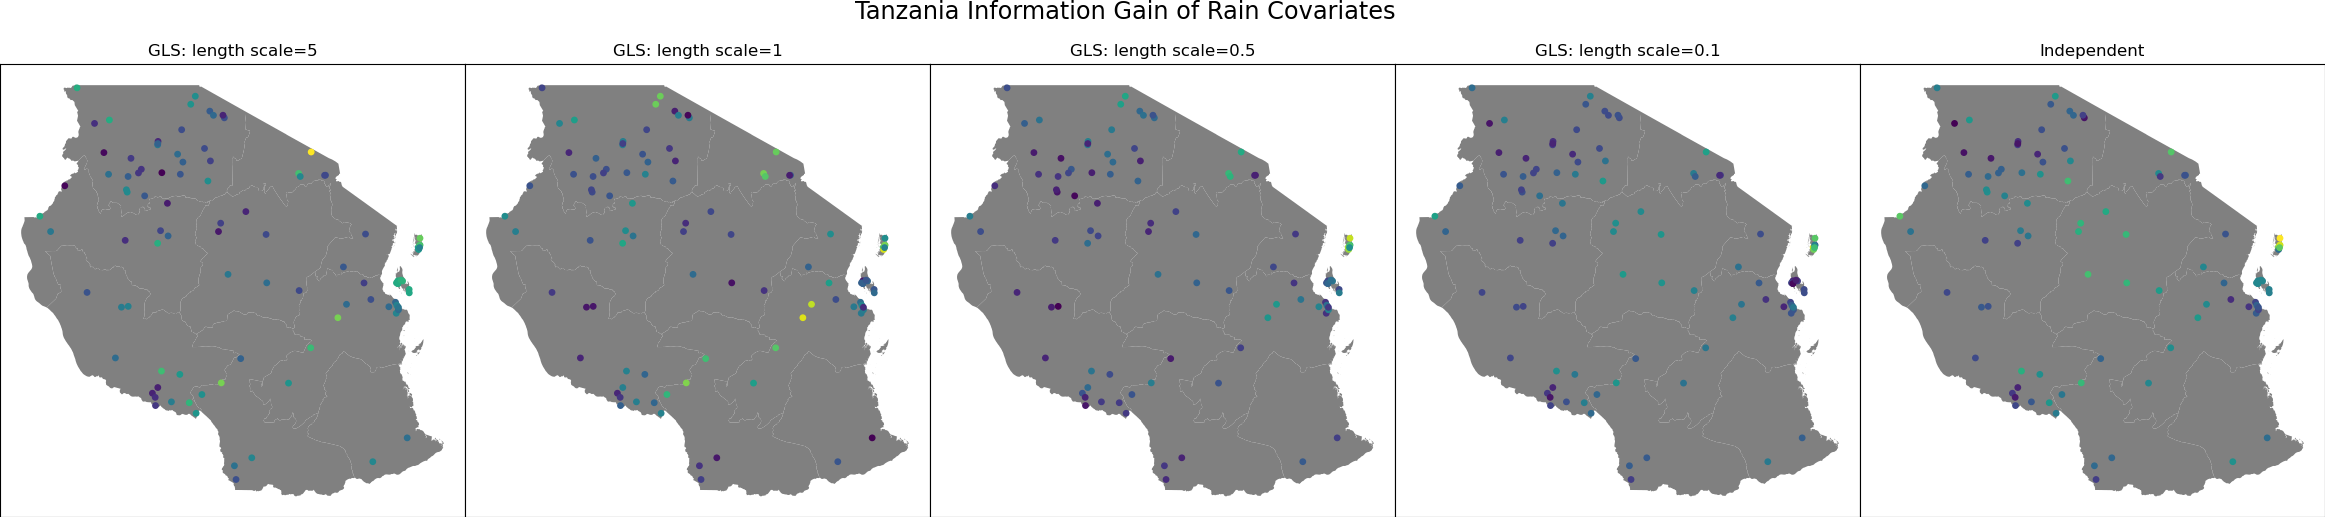 Tanzania Information Gain of Rain Covariates
GLS: length scale=5
GLS: length scale=1
GLS: length scale=0.5
GLS: length scale=0.1
Independent